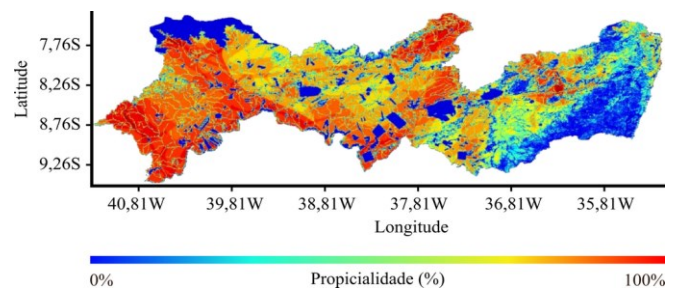 Latitude
7,76S
8,26S
8,76S
9,26S
40,81W 39,81W 38,81W 37,81W 36,81W 35,81W
Longitude
0% Propicialidade (%) 100%